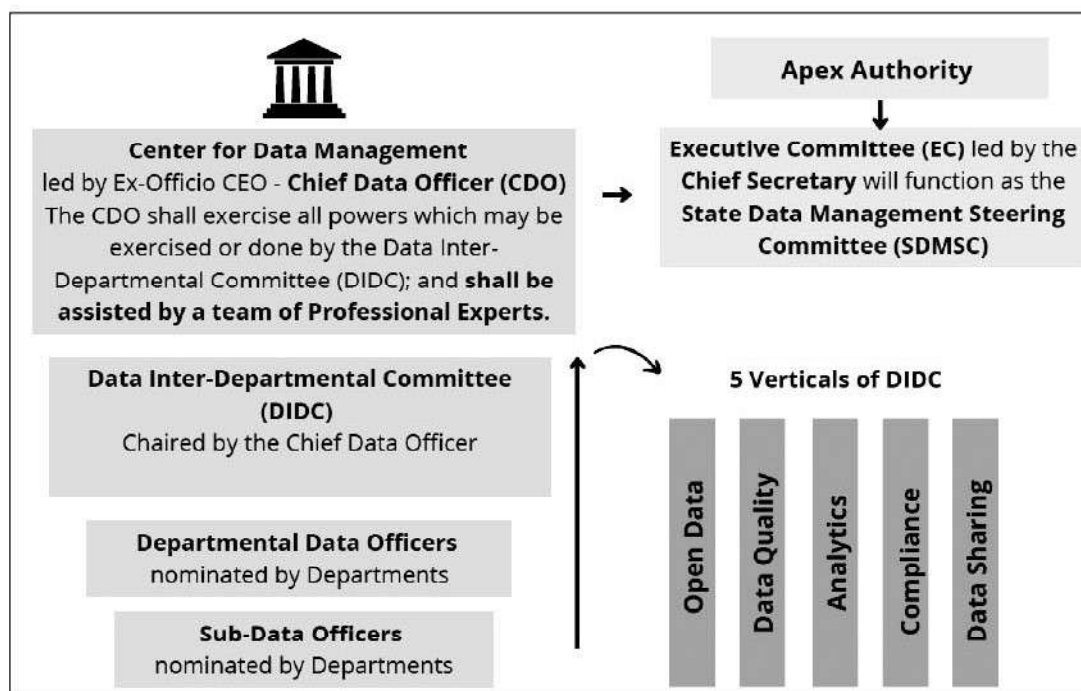 Center for Data Management
led by Ex-Officio CEO - Chief Data Officer (CDO)
The CDO shall exercise all powers which may be
exercised or done by the Data Inter-
Departmental Committee (DIDC); and shall be
assisted by a team of Professional Experts.
Apex Authority
Executive Committee (EC) led by the
Chief Secretary will function as the
State Data Management Steering
Committee (SDMSC)
Data Inter-Departmental Committee
(DIDC)
Chaired by the Chief Data Officer
Departmental Data Officers
nominated by Departments
Sub-Data Officers
nominated by Departments
5 Verticals of DIDC
Open Data
Data Quality
Analytics
Compliance
Data Sharing